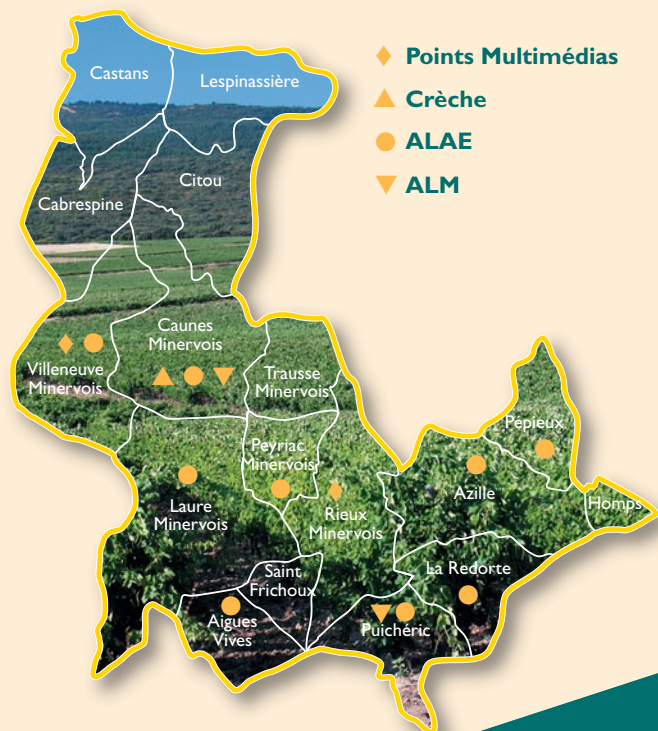 Castans
Lespinassière
Points Multimédias
Crèche
ALAE
ALM
Citou
Cabrespine
Caunes
Minervois
Villeneuve
Minervois
Trausse
Minervois
Pépieux
Peyriac
Minervois
Azille
Homps
Laure
Minervois
Rieux
Minervois
Saint
Frichoux
La Redorte
Aigues
Vives
Puichéric